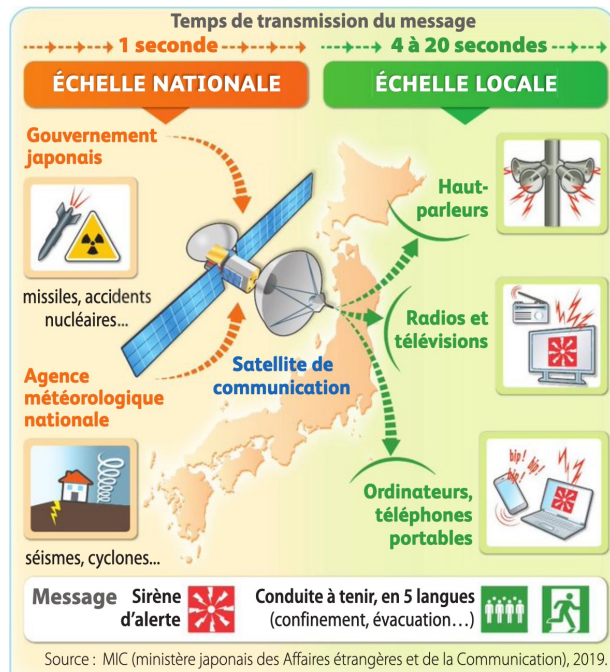 Temps de transmission du message
1 seconde
4 à 20 secondes
ÉCHELLE NATIONALE
ÉCHELLE LOCALE
Gouvernement
japonais
missiles, accidents
nucléaires...
Agence
météorologique
nationale
séismes, cyclones...
Satellite de
communication
Haut-
parleurs
Radios et
télévisions
Ordinateurs,
téléphones
portables
bip! bip!
bip!
Message
Sirène
d'alerte
Conduite à tenir, en 5 langues
(confinement, évacuation...)
Source : MIC (ministère japonais des Affaires étrangères et de la Communication), 2019.